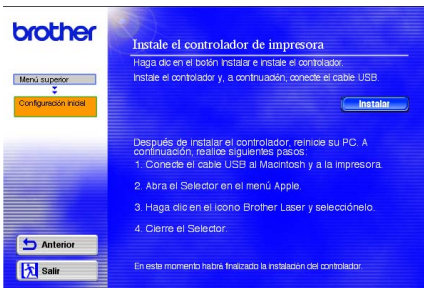 brother
Instale el controlador de impresora
Haga clic en el botón Instalar e instale el controlador.
Instale el controlador y, a continuación, conecte el cable USB.
Menú superior
Configuración inicial
Instalar
Después de instalar el controlador, reinicie su PC. A
continuación, realice siguientes pasos:
1. Conecte el cable USB al Macintosh y a la impresora.
2. Abra el Selector en el menú Apple.
3. Haga clic en el icono Brother Laser y selecciónelo.
4. Cierre el Selector.
Anterior
Salir
En este momento habrá finalizado la instalación del controlador.